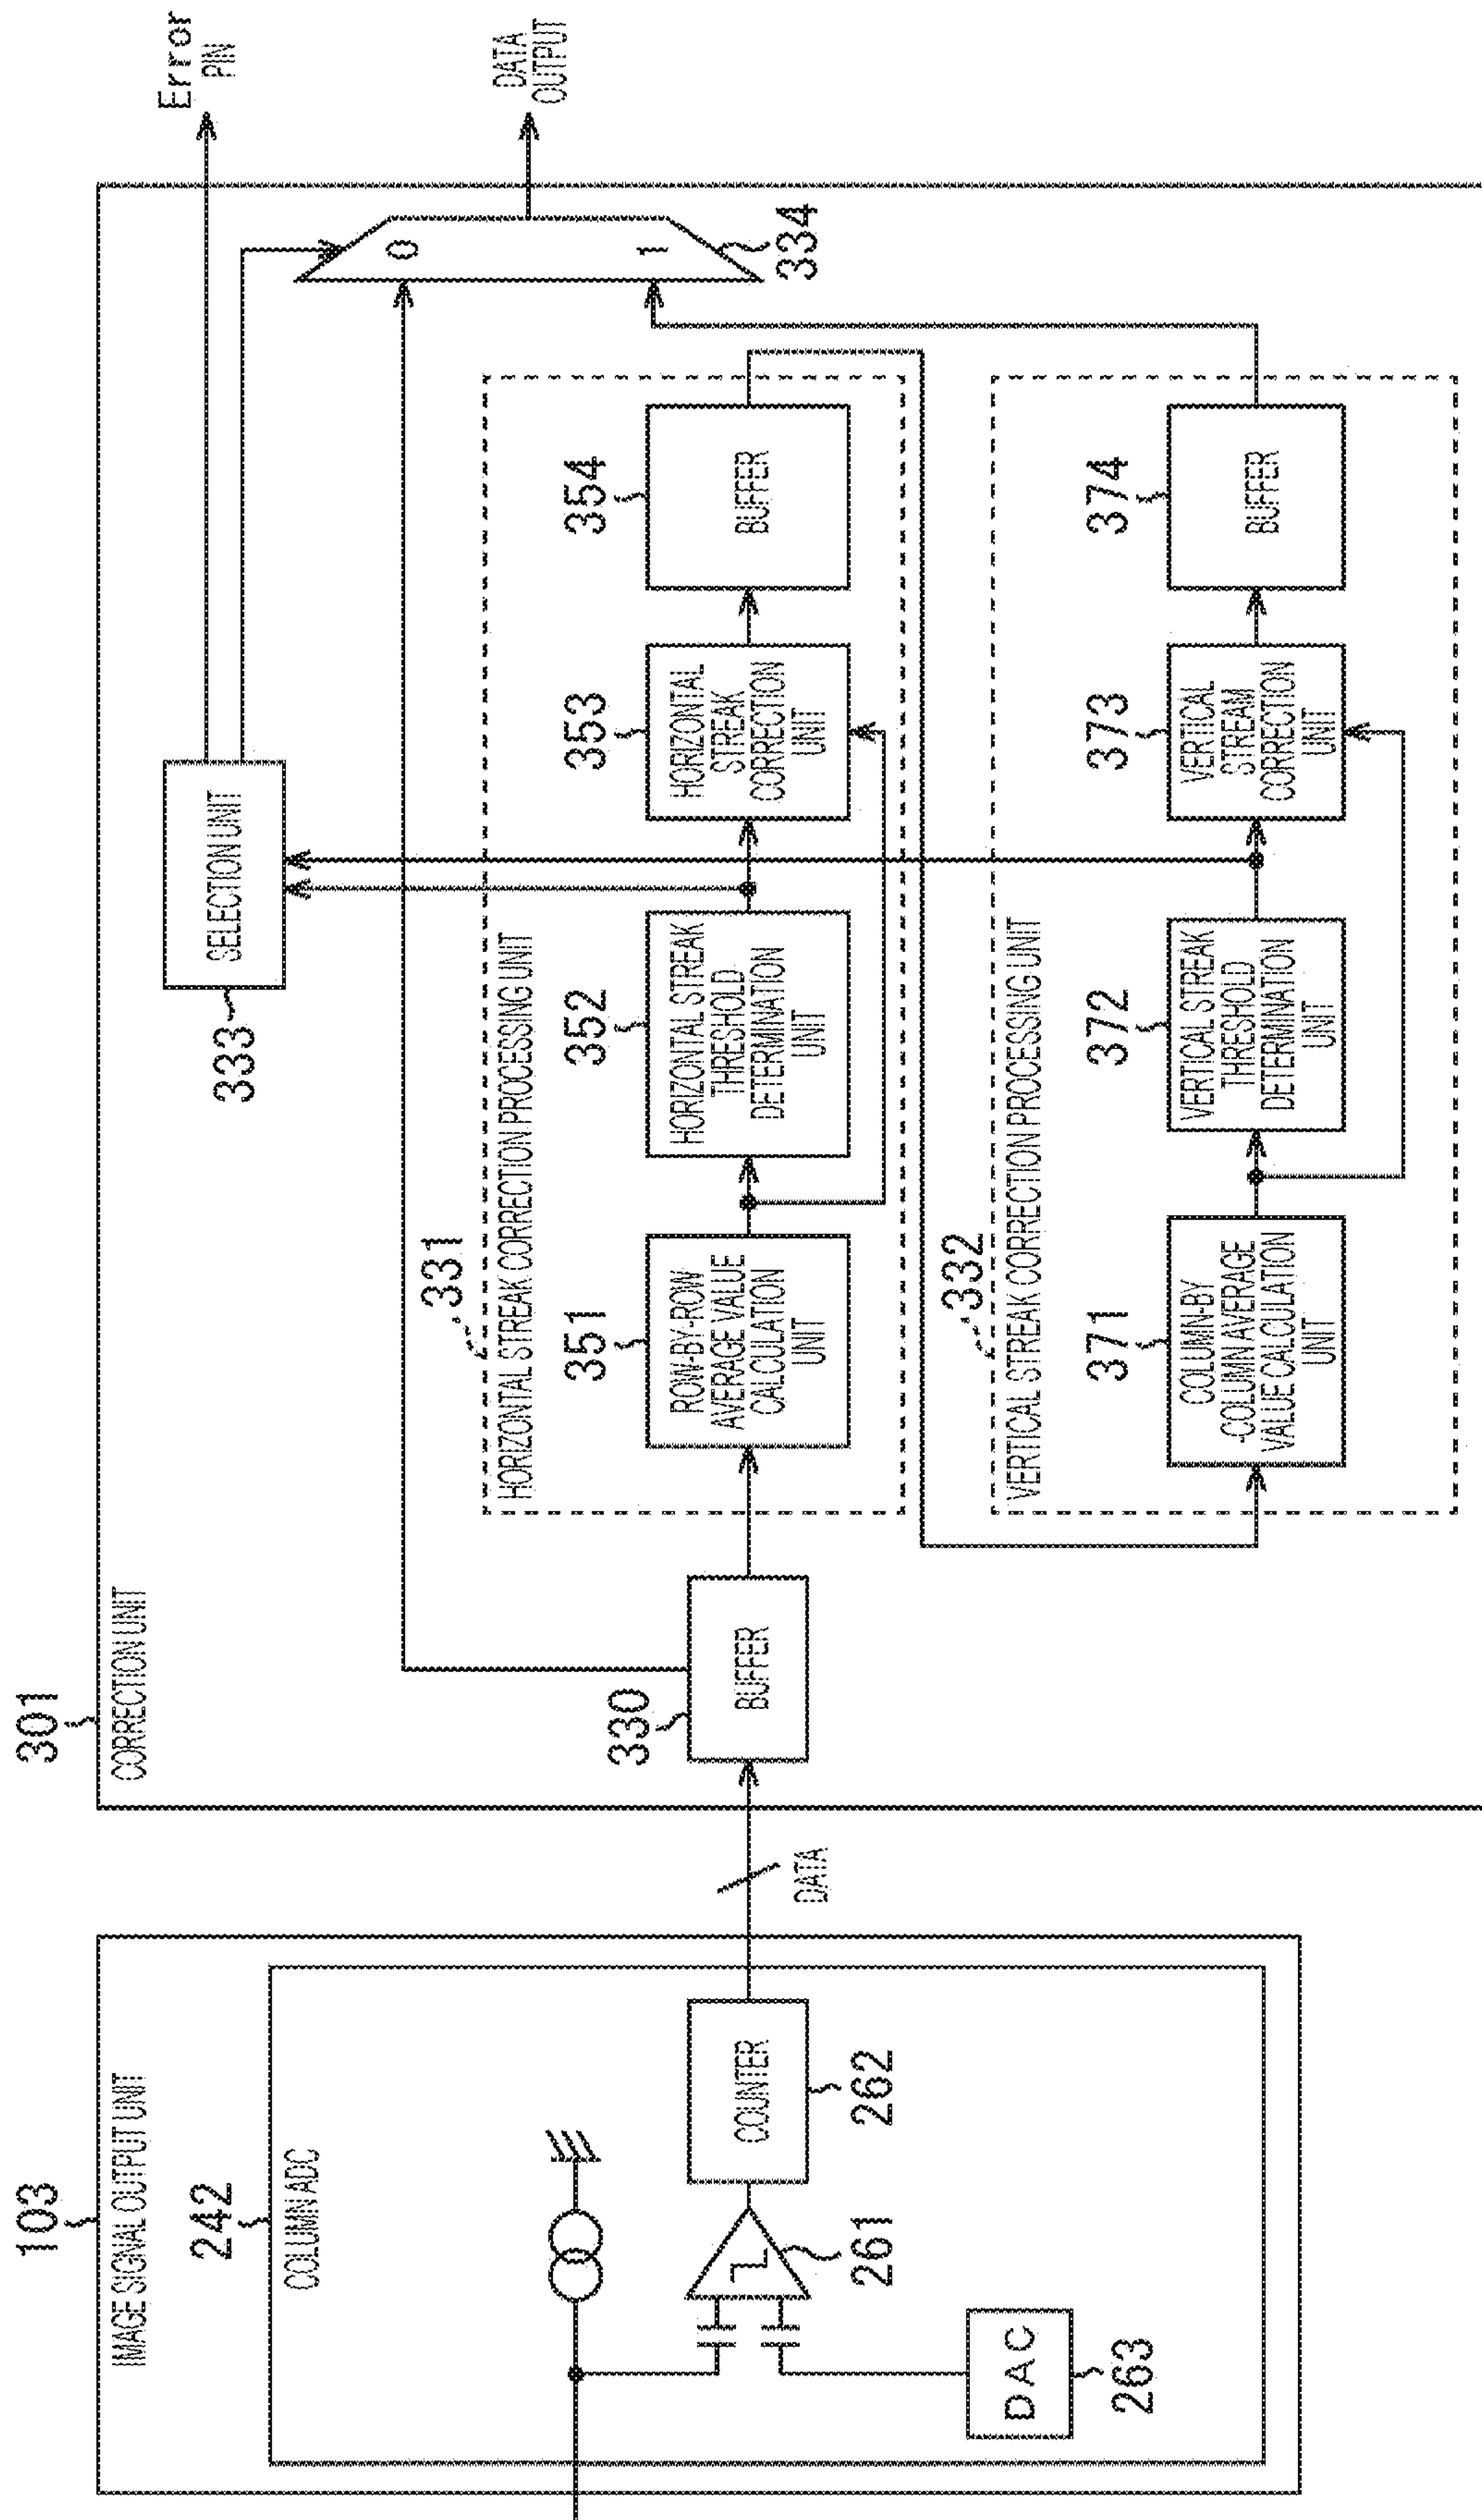 103
IMAGE SIGNAL OUTPUT UNIT
242
COLUMN ADC
261
COUNTER
262
DAC
263
DATA
301
CORRECTION UNIT
330
BUFFER
333
SELECTION UNIT
Error
PIN
331
HORIZONTAL STREAK CORRECTION PROCESSING UNIT
351
ROW-BY-ROW
AVERAGE VALUE
CALCULATION
UNIT
352
HORIZONTAL STREAK
THRESHOLD
DETERMINATION
UNIT
353
HORIZONTAL
STREAK
CORRECTION
UNIT
354
BUFFER
332
VERTICAL STREAK CORRECTION PROCESSING UNIT
371
COLUMN-BY
-COLUMN AVERAGE
VALUE CALCULATION
UNIT
372
VERTICAL STREAK
THRESHOLD
DETERMINATION
UNIT
373
VERTICAL
STREAM
CORRECTION
UNIT
374
BUFFER
0
1
334
DATA
OUTPUT